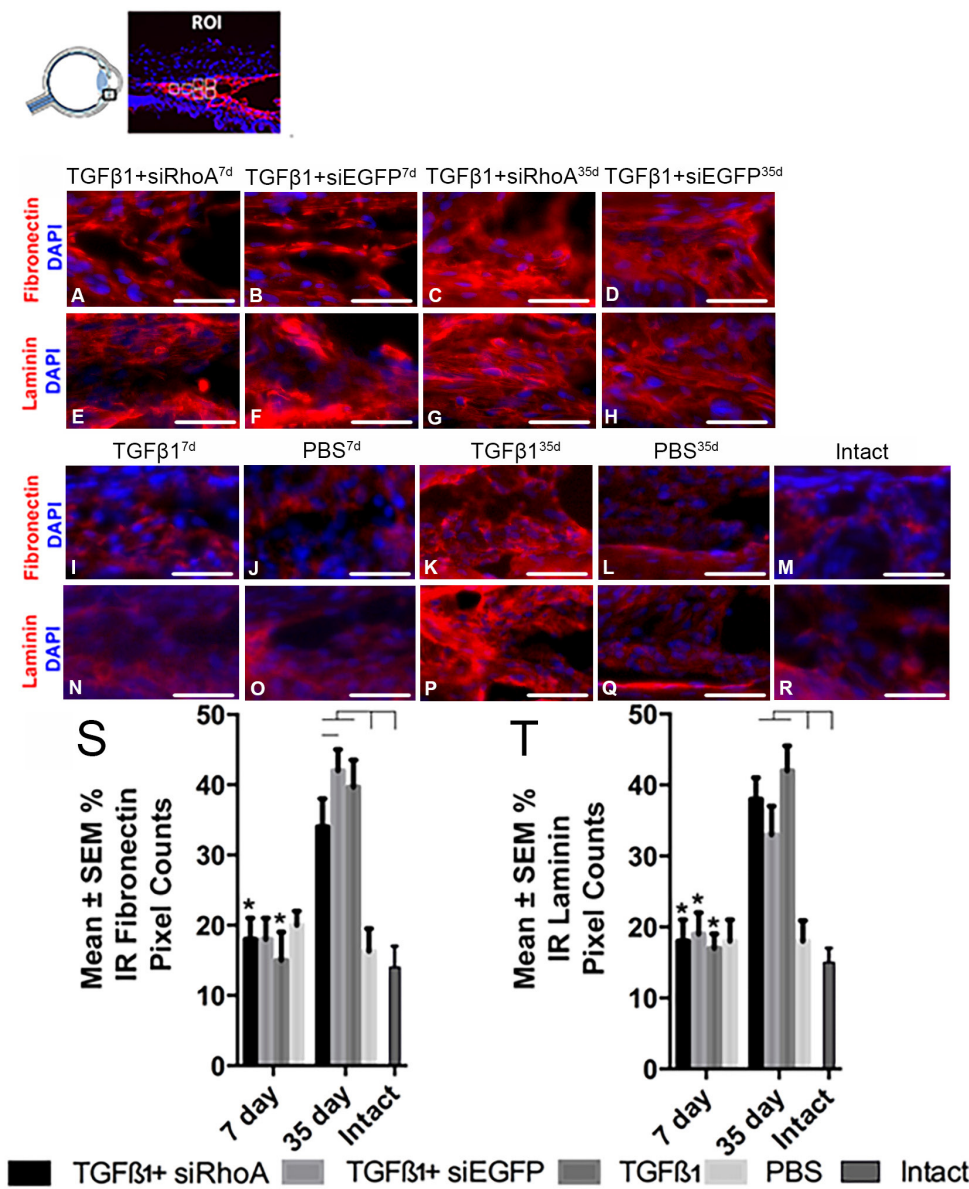 ROI
TGFβ1+siRhoA7d TGFβ1+siEGFP7d TGFβ1+siRhoA35d TGFβ1+siEGFP35d
Fibronectin
DAPI
A B C D
Laminin
DAPI
E F G H
TGFβ17d PBS7d TGFβ135d PBS35d Intact
Fibronectin
DAPI
I J K L M
Laminin
DAPI
N O P Q R
S
Mean ± SEM %
IR Fibronectin
Pixel Counts
50
40
30
20
10
0
* *
7 day 35 day Intact
T
Mean ± SEM %
IR Laminin
Pixel Counts
50
40
30
20
10
0
* * *
7 day 35 day Intact
TGFß1+ siRhoA TGFß1+ siEGFP TGFß1 PBS Intact